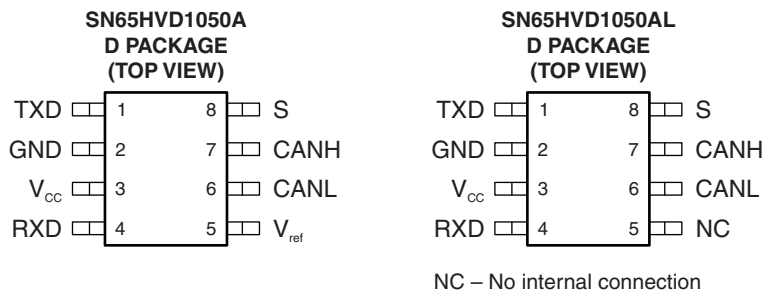 SN65HVD1050A
D PACKAGE
(TOP VIEW)
TXD 1 8 S
GND 2 7 CANH
VCC 3 6 CANL
RXD 4 5 Vref
SN65HVD1050AL
D PACKAGE
(TOP VIEW)
TXD 1 8 S
GND 2 7 CANH
VCC 3 6 CANL
RXD 4 5 NC
NC – No internal connection